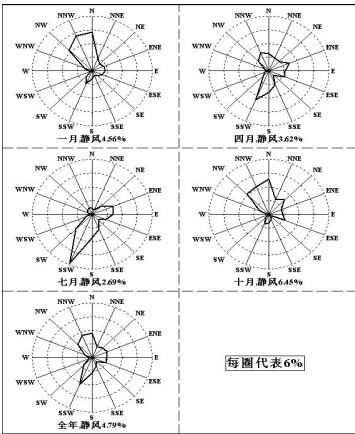 N
NNW NNE
NW NE
WNW ENE
W E
WSW ESE
SW SE
SSW SSE
S
一月,静风4.56%
N
NNW NNE
NW NE
WNW ENE
W E
WSW ESE
SW SE
SSW SSE
S
四月,静风3.62%
N
NNW NNE
NW NE
WNW ENE
W E
WSW ESE
SW SE
SSW SSE
S
七月,静风2.69%
N
NNW NNE
NW NE
WNW ENE
W E
WSW ESE
SW SE
SSW SSE
S
十月,静风6.45%
N
NNW NNE
NW NE
WNW ENE
W E
WSW ESE
SW SE
SSW SSE
S
全年,静风4.79%
每圈代表6%